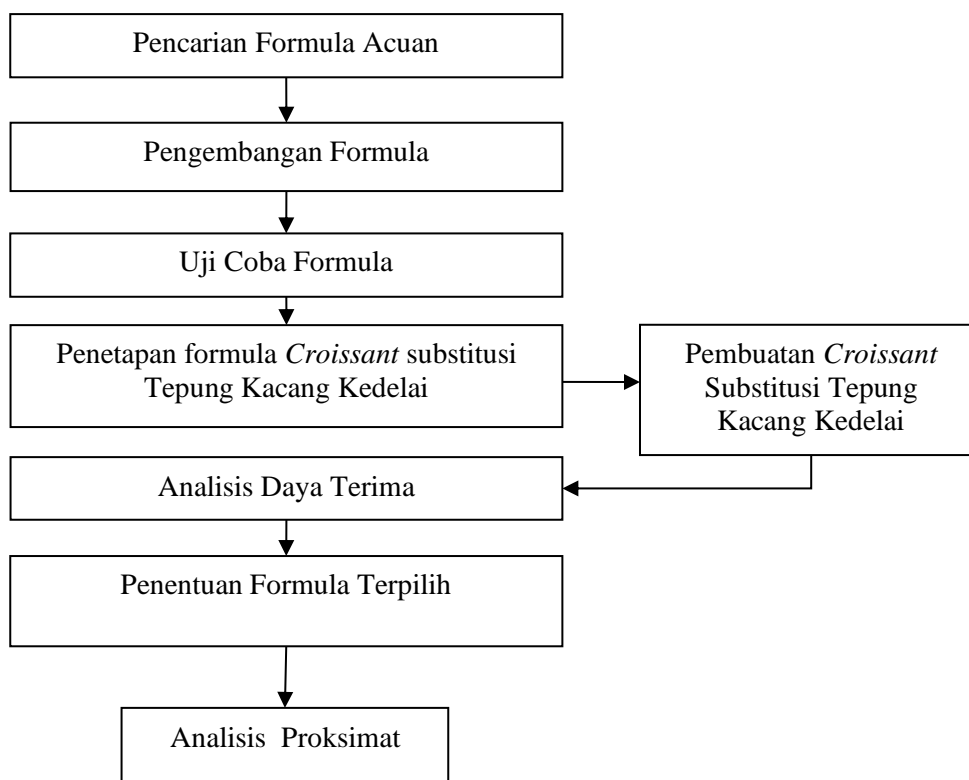 Pencarian Formula Acuan
Pengembangan Formula
Uji Coba Formula
Penetapan formula Croissant substitusi
Tepung Kacang Kedelai
Pembuatan Croissant
Substitusi Tepung
Kacang Kedelai
Analisis Daya Terima
Penentuan Formula Terpilih
Analisis Proksimat